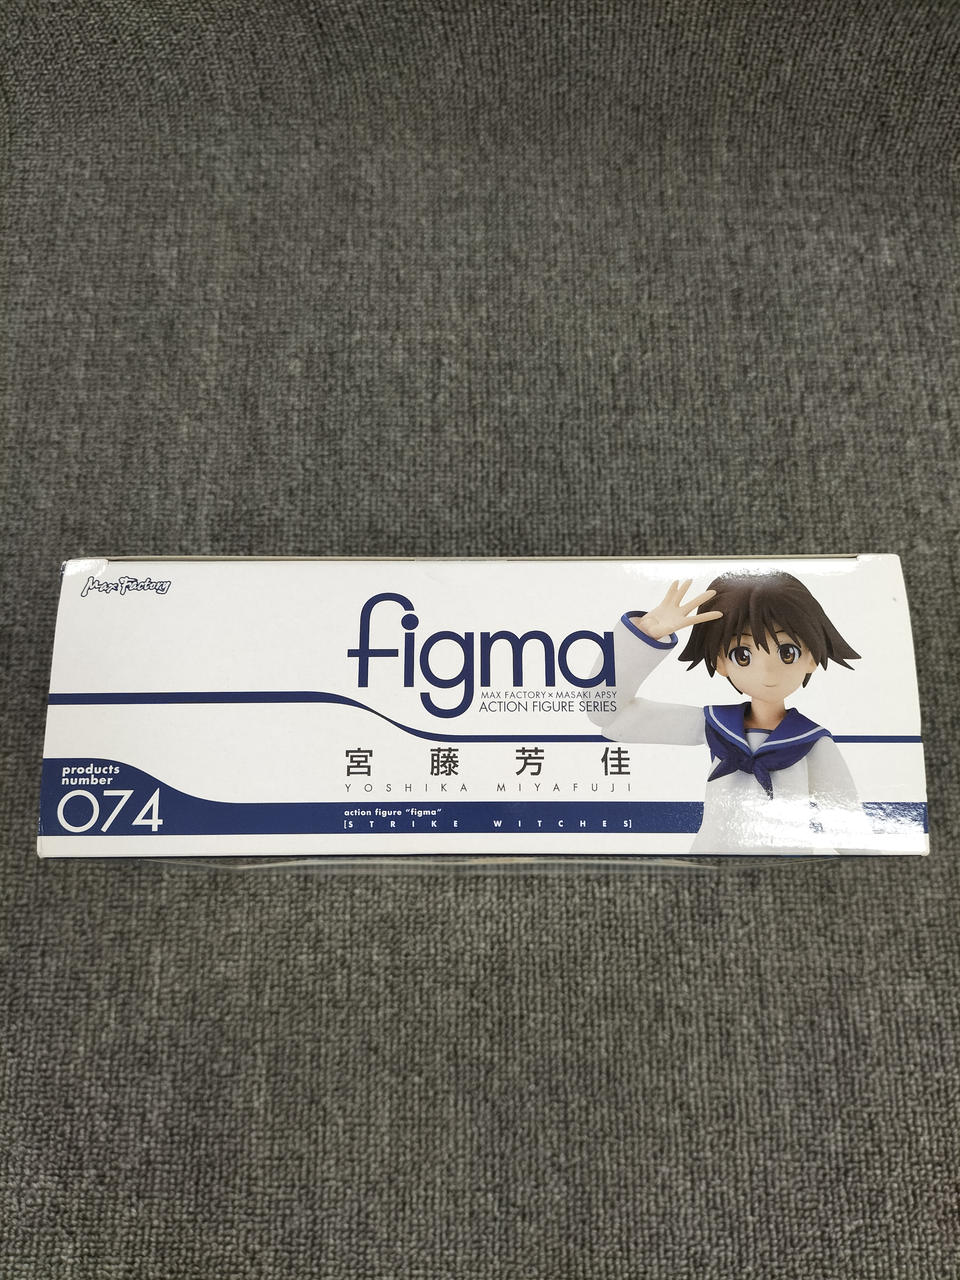 Max Factory
figma
MAX FACTORY×MASAKI APSY
ACTION FIGURE SERIES
宮藤芳佳
YOSHIKA MIYAFUJI
products
number
074
action figure "figma"
[STRIKE WITCHES]